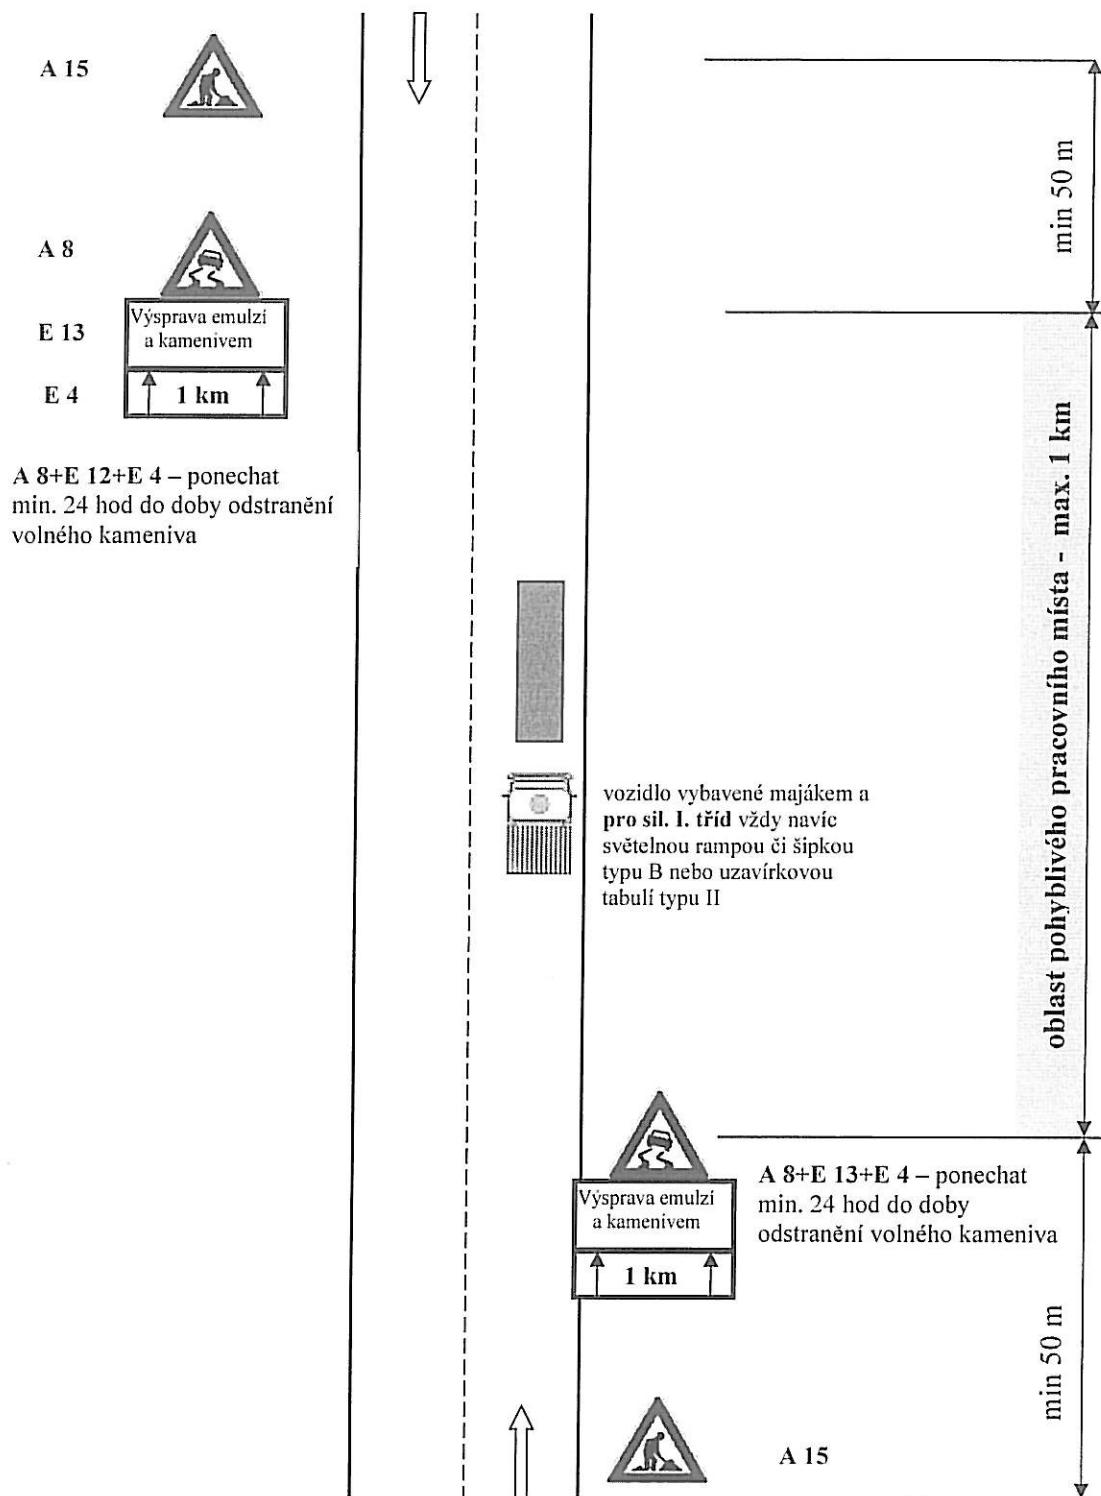 A 15
min 50 m
A 8
E 13
Výsprava emulzí
a kamenivem
E 4
1 km
A 8+E 12+E 4 – ponechat
min. 24 hod do doby odstranění
volného kameniva
oblast pohyblivého pracovního místa - max. 1 km
vozidlo vybavené majákem a
pro sil. I. tříd vždy navíc
světelnou rampou či šipkou
typu B nebo uzavírkovou
tabulí typu II
Výsprava emulzí
a kamenivem
1 km
A 8+E 13+E 4 – ponechat
min. 24 hod do doby
odstranění volného kameniva
min 50 m
A 15